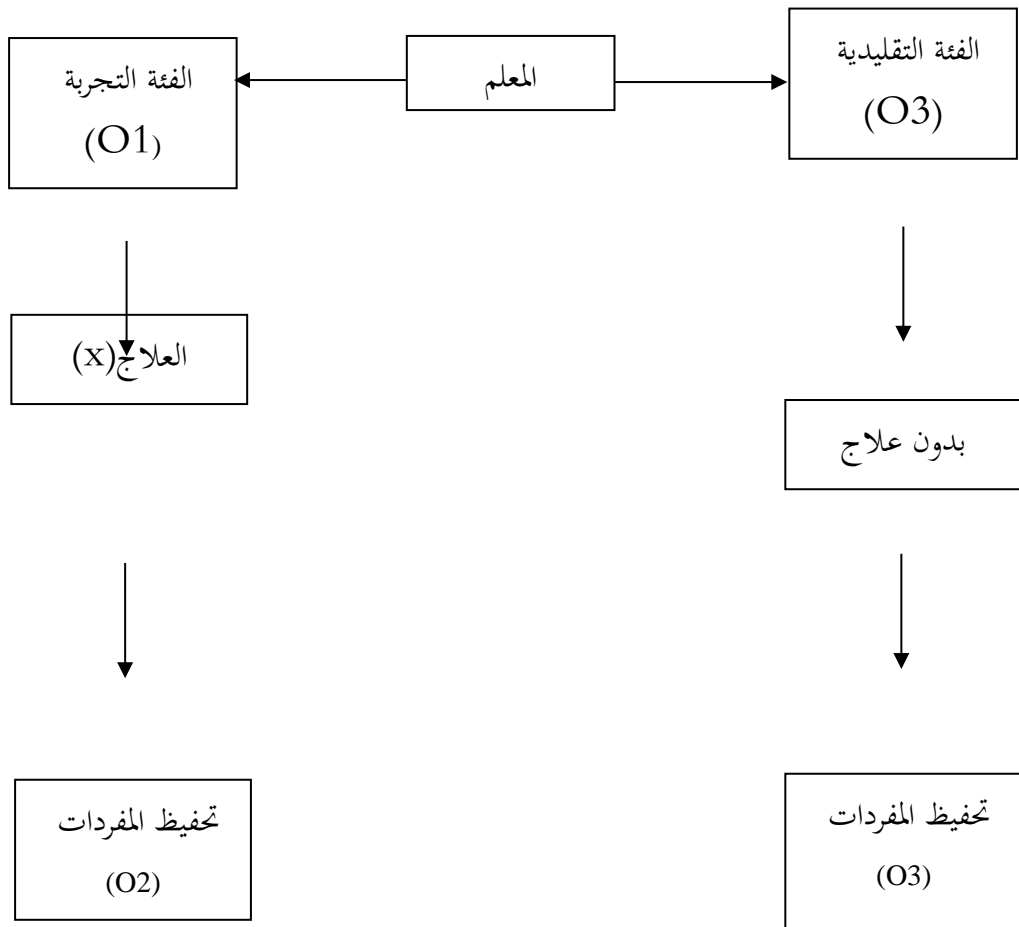 الفئة التقليدية
(O3)
المعلم
الفئة التجربة
(O1)
العلاج(x)
بدون علاج
تحفيظ المفردات
(O3)
تحفيظ المفردات
(O2)